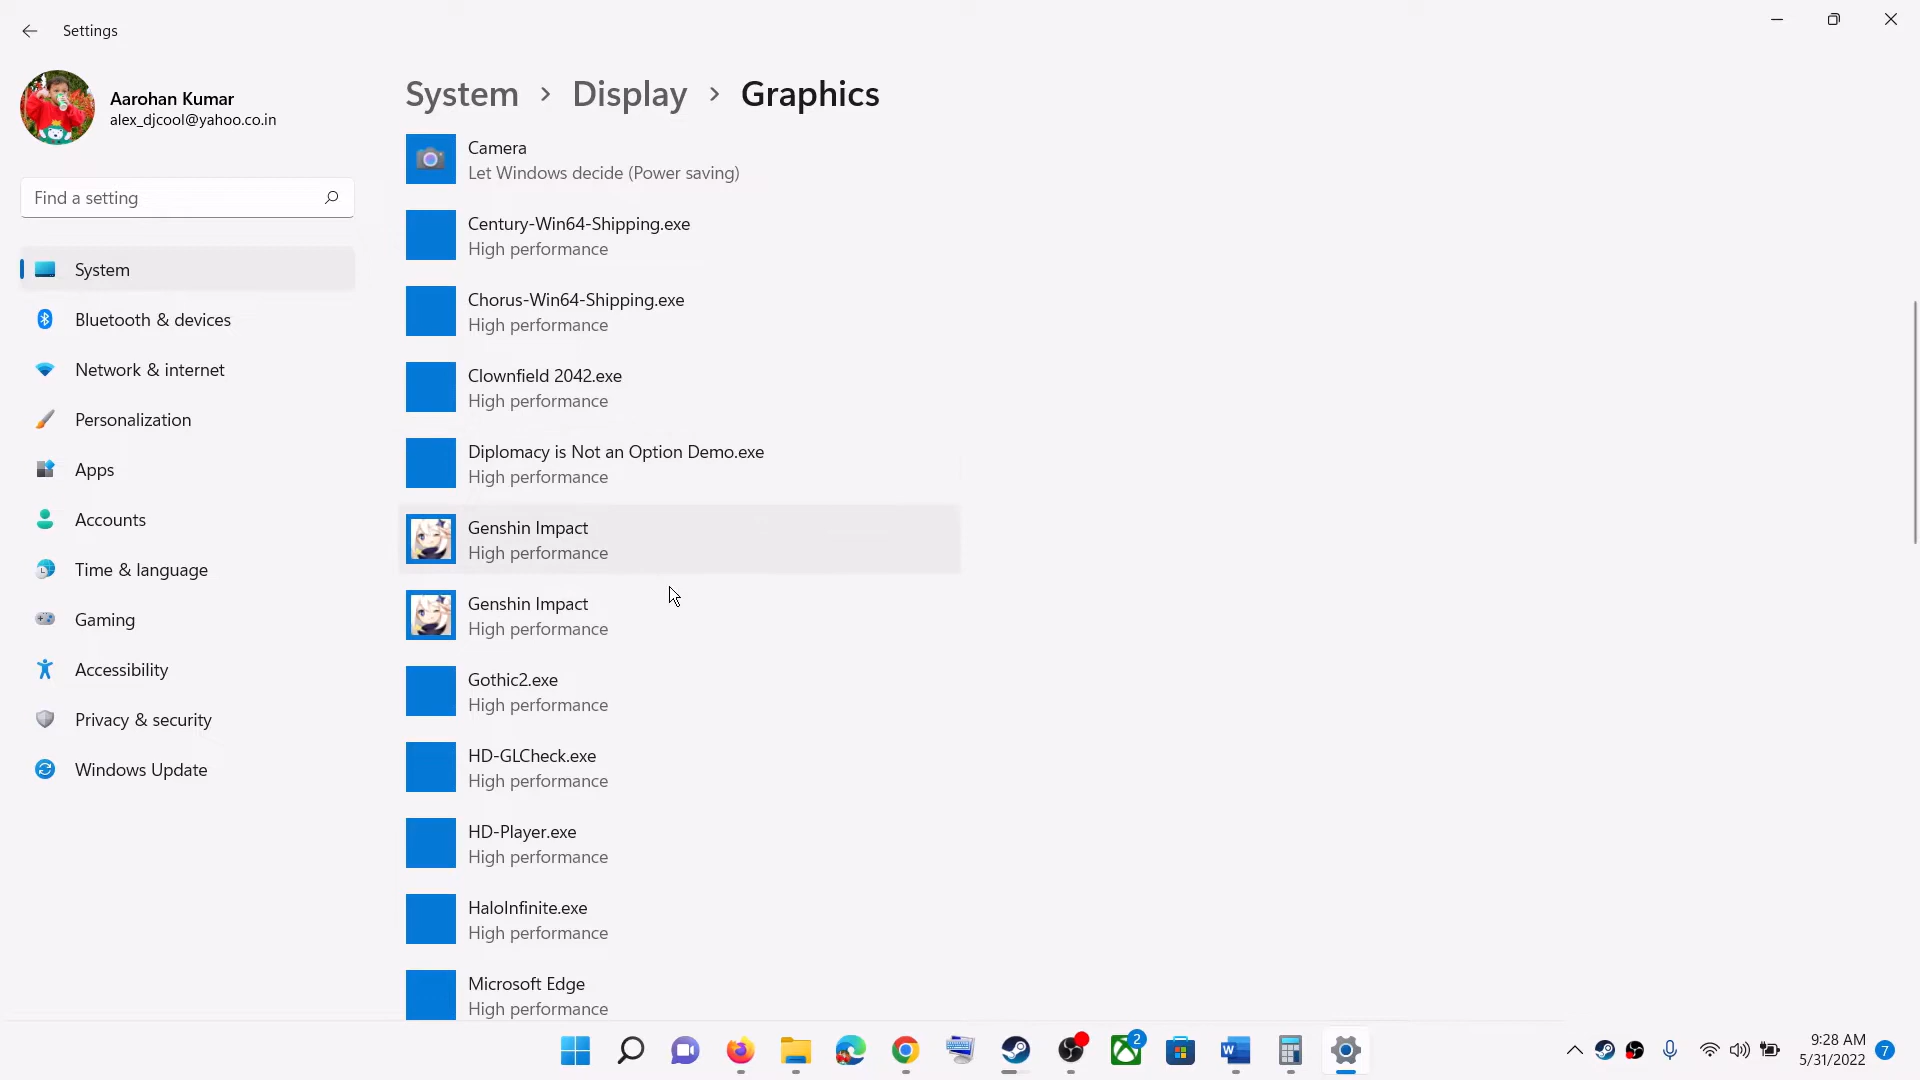 Settings
Aarohan Kumar
alex_djcool@yahoo.co.in
Find a setting
System
Bluetooth & devices
Network & internet
Personalization
Apps
Accounts
Time & language
Gaming
Accessibility
Privacy & security
Windows Update
System > Display > Graphics
Camera
Let Windows decide (Power saving)
Century-Win64-Shipping.exe
High performance
Chorus-Win64-Shipping.exe
High performance
Clownfield 2042.exe
High performance
Diplomacy is Not an Option Demo.exe
High performance
Genshin Impact
High performance
Genshin Impact
High performance
Gothic2.exe
High performance
HD-GLCheck.exe
High performance
HD-Player.exe
High performance
HaloInfinite.exe
High performance
Microsoft Edge
High performance
2
9:28 AM
5/31/2022
7